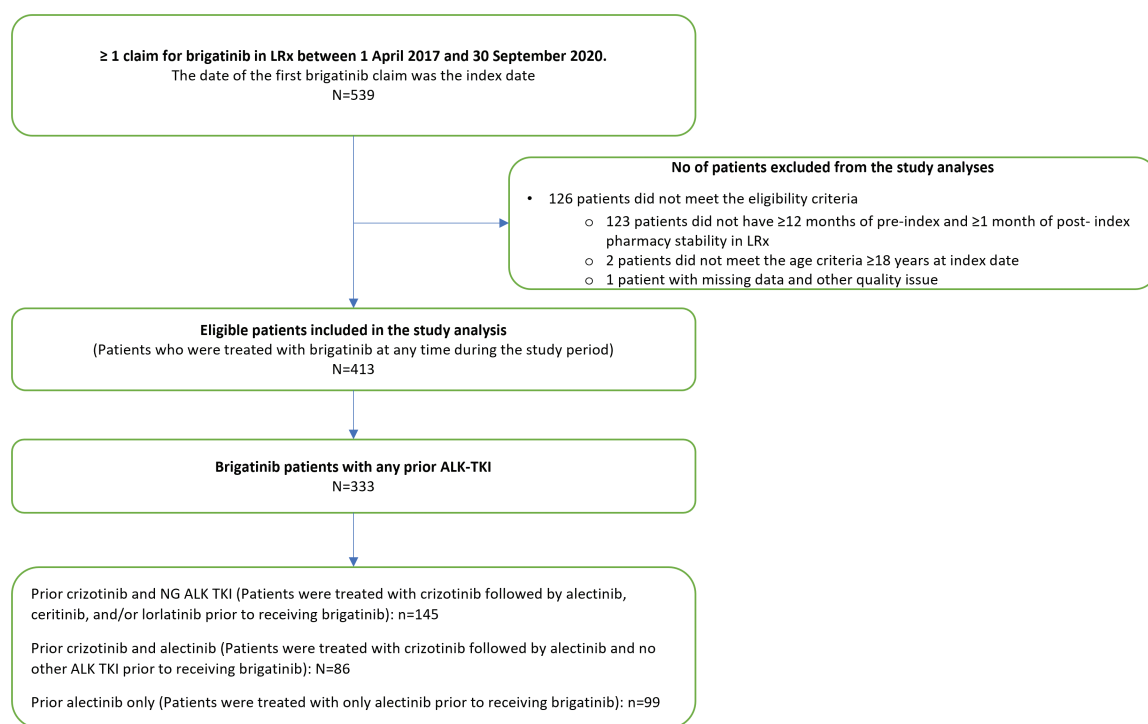 ≥ 1 claim for brigatinib in LRx between 1 April 2017 and 30 September 2020.
The date of the first brigatinib claim was the index date
N=539
No of patients excluded from the study analyses
• 126 patients did not meet the eligibility criteria
o 123 patients did not have ≥12 months of pre-index and ≥1 month of post- index
pharmacy stability in LRx
o 2 patients did not meet the age criteria ≥18 years at index date
o 1 patient with missing data and other quality issue
Eligible patients included in the study analysis
(Patients who were treated with brigatinib at any time during the study period)
N=413
Brigatinib patients with any prior ALK-TKI
N=333
Prior crizotinib and NG ALK TKI (Patients were treated with crizotinib followed by alectinib,
ceritinib, and/or lorlatinib prior to receiving brigatinib): n=145
Prior crizotinib and alectinib (Patients were treated with crizotinib followed by alectinib and no
other ALK TKI prior to receiving brigatinib): N=86
Prior alectinib only (Patients were treated with only alectinib prior to receiving brigatinib): n=99